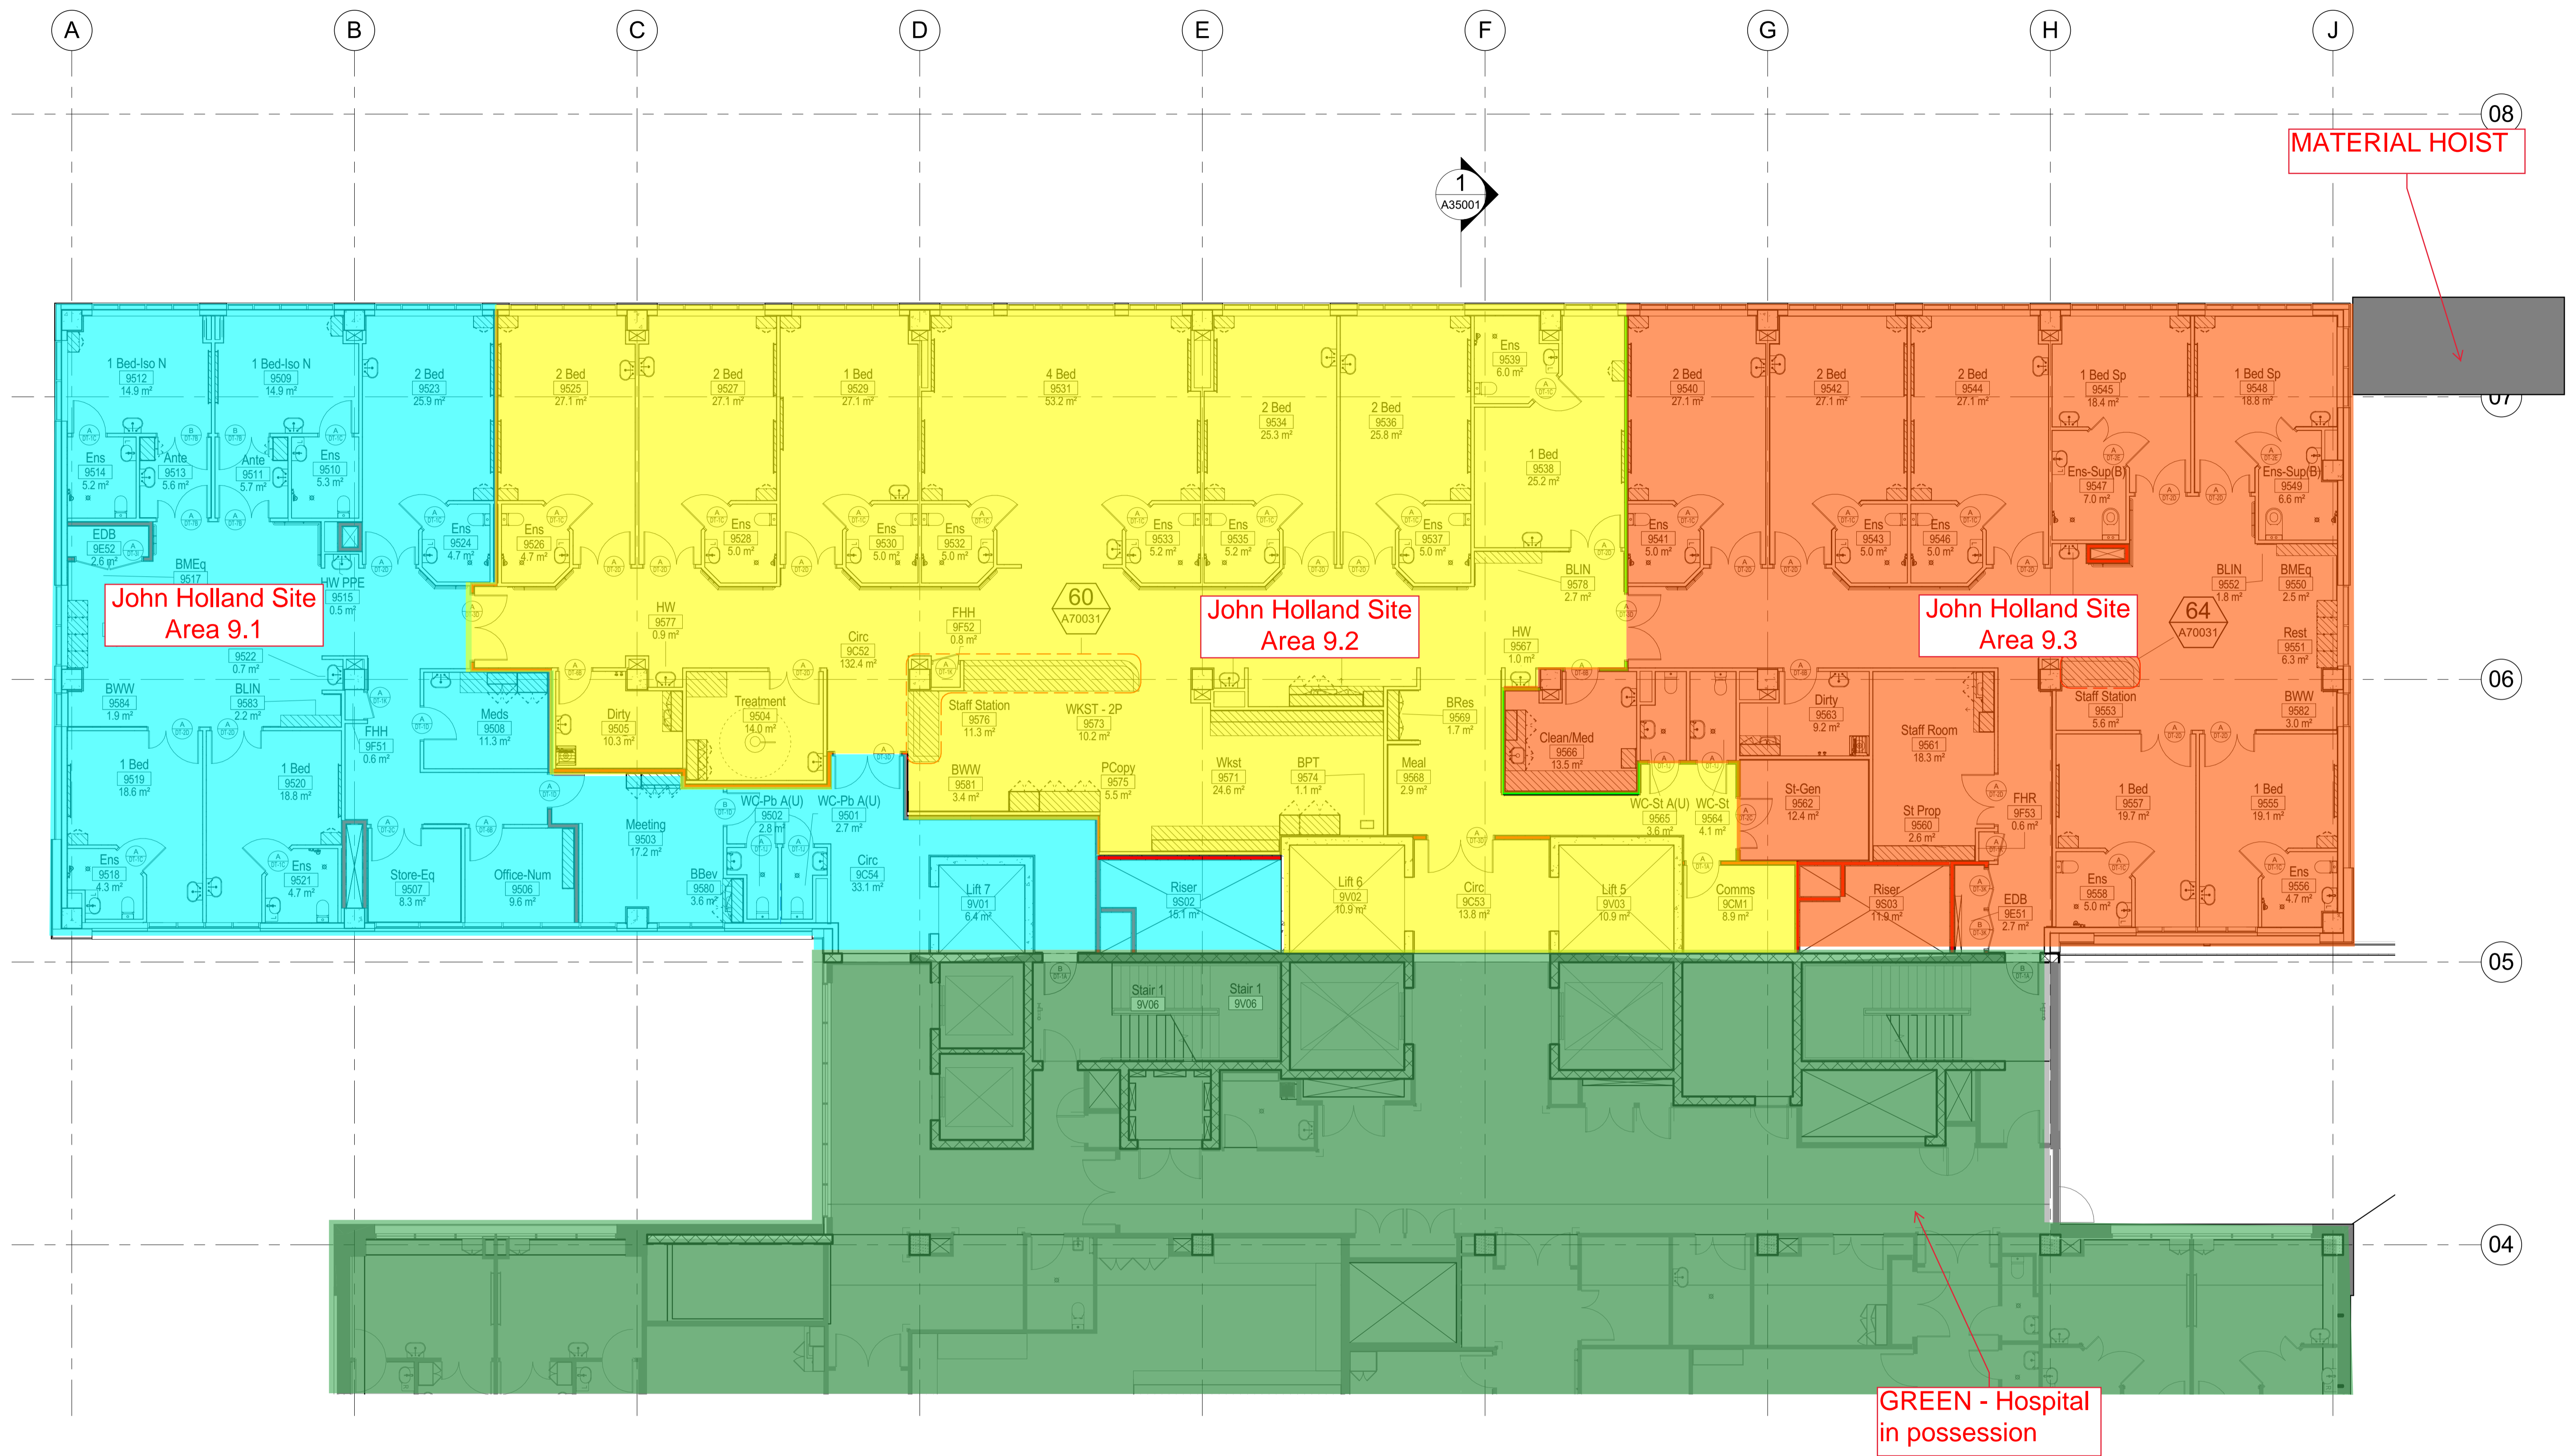 A B C D E F G H J
08
MATERIAL HOIST
1
A35001
07
1 Bed-Iso N
9512
14.9 m²
1 Bed-Iso N
9509
14.9 m²
2 Bed
9523
25.9 m²
2 Bed
9525
27.1 m²
2 Bed
9527
27.1 m²
1 Bed
9529
27.1 m²
4 Bed
9531
53.2 m²
2 Bed
9534
25.3 m²
2 Bed
9536
25.8 m²
Ens
9539
6.0 m²
1 Bed
9538
25.2 m²
2 Bed
9540
27.1 m²
2 Bed
9542
27.1 m²
2 Bed
9544
27.1 m²
1 Bed Sp
9545
18.4 m²
1 Bed Sp
9548
18.8 m²
Ens
9514
5.2 m²
Ante
9513
5.6 m²
Ante
9511
5.7 m²
Ens
9510
5.3 m²
Ens
9524
4.7 m²
Ens
9526
4.7 m²
Ens
9528
5.0 m²
Ens
9530
5.0 m²
Ens
9532
5.0 m²
Ens
9533
5.2 m²
Ens
9535
5.2 m²
Ens
9537
5.0 m²
Ens
9541
5.0 m²
Ens
9543
5.0 m²
Ens
9546
5.0 m²
Ens-Sup(B)
9547
7.0 m²
Ens-Sup(B)
9549
6.6 m²
EDB
9E52
2.6 m²
BMEq
9517
HW PPE
9515
0.5 m²
John Holland Site
Area 9.1
9522
0.7 m²
HW
9577
0.9 m²
Circ
9C52
132.4 m²
FHH
9F52
0.8 m²
60
A70031
John Holland Site
Area 9.2
BLIN
9578
2.7 m²
HW
9567
1.0 m²
John Holland Site
Area 9.3
BLIN
9552
1.8 m²
BMEq
9550
2.5 m²
64
A70031
Rest
9551
6.3 m²
06
BWW
9584
1.9 m²
BLIN
9583
2.2 m²
FHH
9F51
0.6 m²
Meds
9508
11.3 m²
Dirty
9505
10.3 m²
Treatment
9504
14.0 m²
Staff Station
9576
11.3 m²
WKST - 2P
9573
10.2 m²
BRes
9569
1.7 m²
Clean/Med
9566
13.5 m²
Dirty
9563
9.2 m²
Staff Room
9561
18.3 m²
Staff Station
9553
5.6 m²
BWW
9582
3.0 m²
1 Bed
9519
18.6 m²
1 Bed
9520
18.8 m²
BWW
9581
3.4 m²
PCopy
9575
5.5 m²
Wkst
9571
24.6 m²
BPT
9574
1.1 m²
Meal
9568
2.9 m²
WC-St A(U)
9565
3.6 m²
WC-St
9564
4.1 m²
St-Gen
9562
12.4 m²
St Prop
9560
2.6 m²
FHR
9F53
0.6 m²
1 Bed
9557
19.7 m²
1 Bed
9555
19.1 m²
Meeting
9503
17.2 m²
WC-Pb A(U)
9502
2.8 m²
WC-Pb A(U)
9501
2.7 m²
Ens
9518
4.3 m²
Ens
9521
4.7 m²
Store-Eq
9507
8.3 m²
Office-Num
9506
9.6 m²
BBev
9580
3.6 m²
Circ
9C54
33.1 m²
Lift 7
9V01
6.4 m²
Riser
9S02
15.1 m²
Lift 6
9V02
10.9 m²
Circ
9C53
13.8 m²
Lift 5
9V03
10.9 m²
Comms
9CM1
8.9 m²
Riser
9S03
11.9 m²
EDB
9E51
2.7 m²
Ens
9558
5.0 m²
Ens
9556
4.7 m²
05
Stair 1
9V06
Stair 1
9V06
04
GREEN - Hospital
in possession